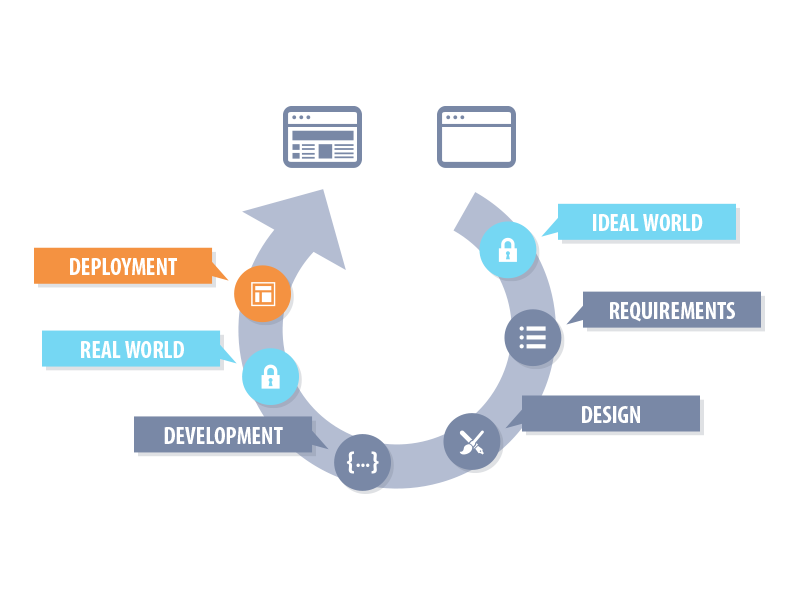 IDEAL WORLD
REQUIREMENTS
DESIGN
DEVELOPMENT
{...}
REAL WORLD
DEPLOYMENT